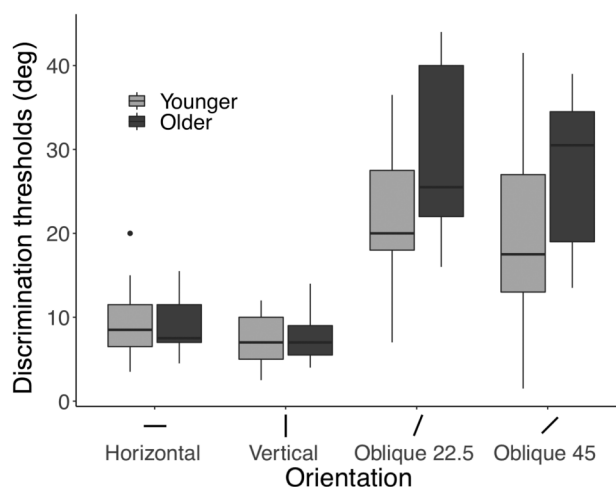 Discrimination thresholds (deg)
40
30
20
10
0
Younger
Older
Horizontal Vertical Oblique 22.5 Oblique 45
Orientation